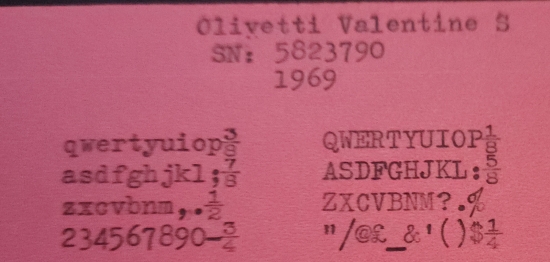 Olivetti Valentine S
SN: 5823790
1969
qwertyuiop⅜ QWERTYUIOP⅛
asdfghjkl;⅞ ASDFGHJKL:⅝
zxcvbnm,.½ ZXCVBNM?.%
234567890-¾ "/@£_&'()$¼